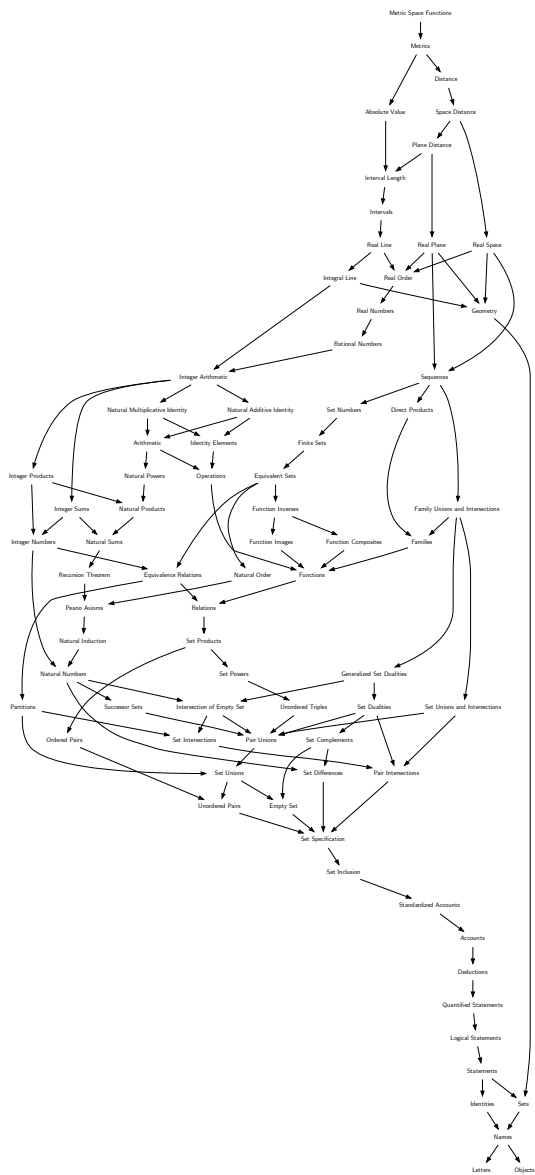 Metric Space Functions
Metrics
Distance
Absolute Value Space Distance
Plane Distance
Interval Length
Intervals
Real Line Real Plane Real Space
Integral Line Real Order
Real Numbers Geometry
Rational Numbers
Integer Arithmetic Sequences
Natural Multiplicative Identity Natural Additive Identity Set Numbers Direct Products
Arithmetic Identity Elements Finite Sets
Integer Products Natural Powers Operations Equivalent Sets
Integer Sums Natural Products Function Inverses Family Unions and Intersections
Integer Numbers Natural Sums Function Images Function Composites Families
Recursion Theorem Equivalence Relations Natural Order Functions
Peano Axioms Relations
Natural Induction Set Products
Natural Numbers Set Powers Generalized Set Dualities
Partitions Successor Sets Intersection of Empty Set Unordered Triples Set Dualities Set Unions and Intersections
Ordered Pairs Set Intersections Pair Unions Set Complements
Set Unions Set Differences Pair Intersections
Unordered Pairs Empty Set
Set Specification
Set Inclusion
Standardized Accounts
Accounts
Deductions
Quantified Statements
Logical Statements
Statements
Identities Sets
Names
Letters Objects